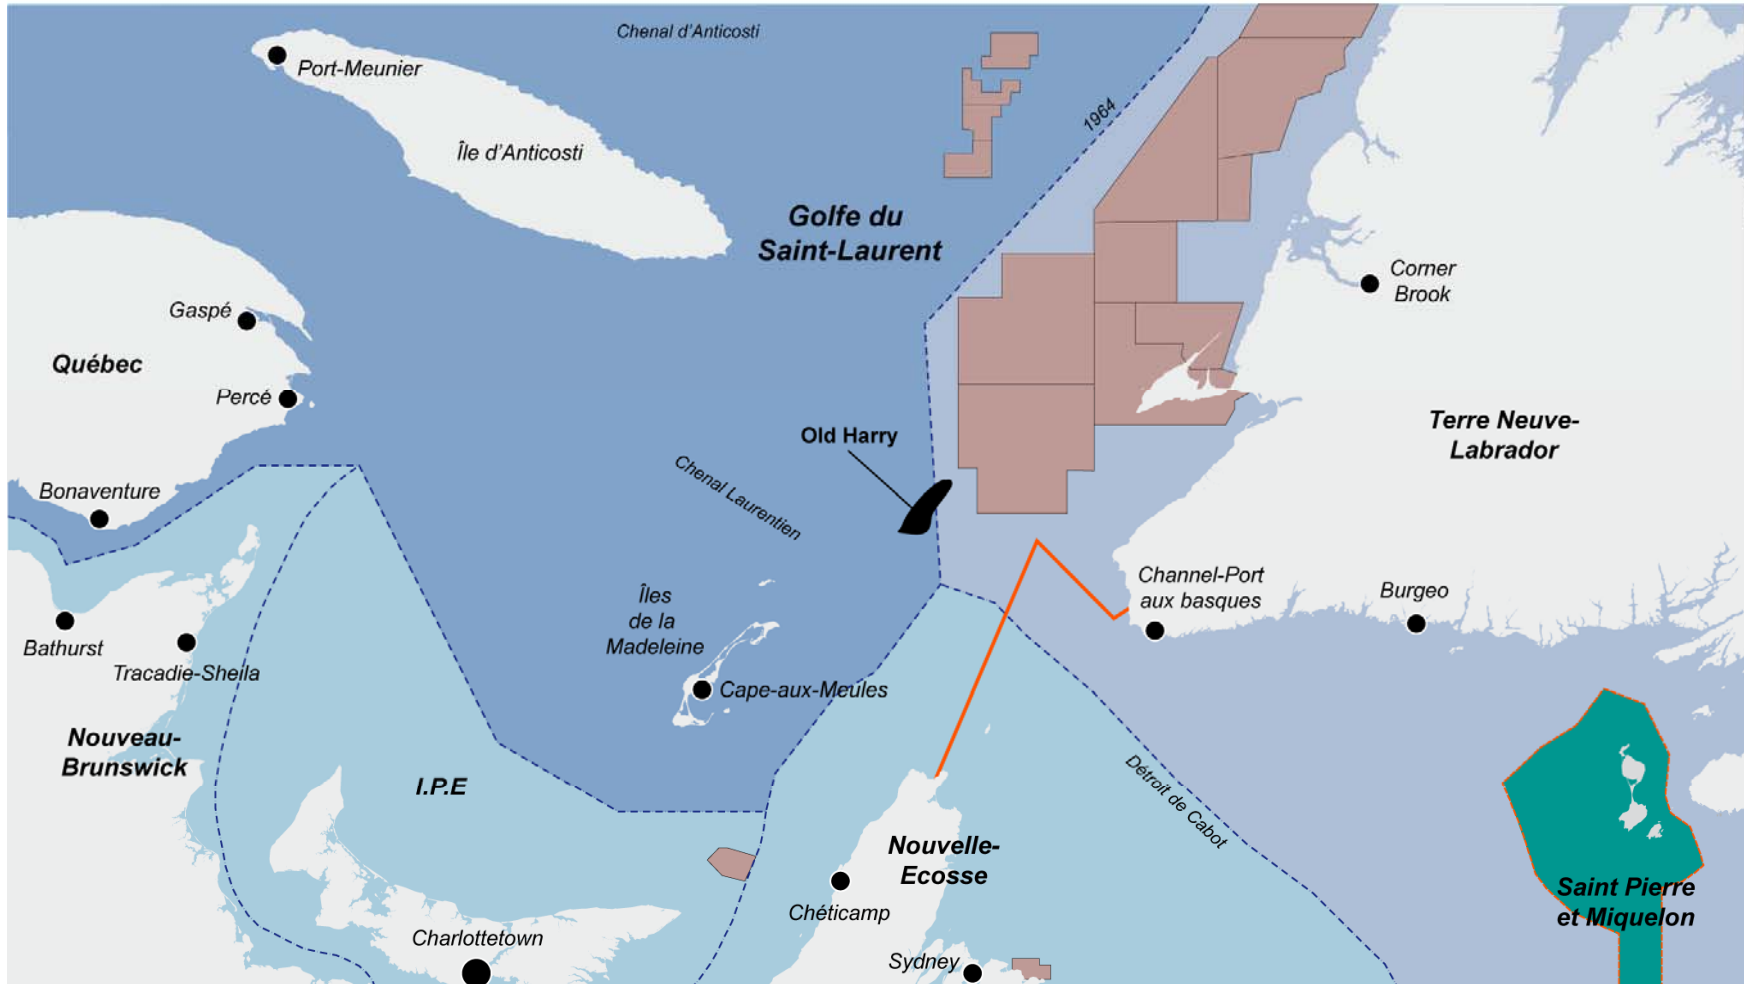 Chenal d'Anticosti
Port-Meunier
Île d'Anticosti
1964
Golfe du
Saint-Laurent
Corner
Brook
Gaspé
Québec
Percé
Old Harry
Terre Neuve-
Labrador
Chenal Laurentien
Bonaventure
Channel-Port
aux basques
Burgeo
Îles
de la
Madeleine
Bathurst
Tracadie-Sheila
Cape-aux-Meules
Nouveau-
Brunswick
I.P.E
Détroit de Cabot
Nouvelle-
Ecosse
Saint Pierre
et Miquelon
Chéticamp
Charlottetown
Sydney